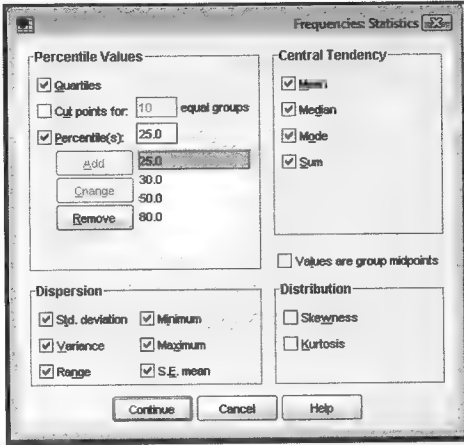 Frequencies: Statistics
Percentile Values
Quartiles
Cut points for: 10 equal groups
Percentile(s): 25.0
Add
Change
Remove
25.0
30.0
50.0
80.0
Central Tendency
Median
Mode
Sum
Values are group midpoints
Dispersion
Std. deviation
Minimum
Variance
Maximum
Range
S.E. mean
Distribution
Skewness
Kurtosis
Continue
Cancel
Help